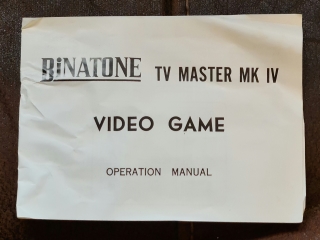 BINATONE TV MASTER MK IV
VIDEO GAME
OPERATION MANUAL